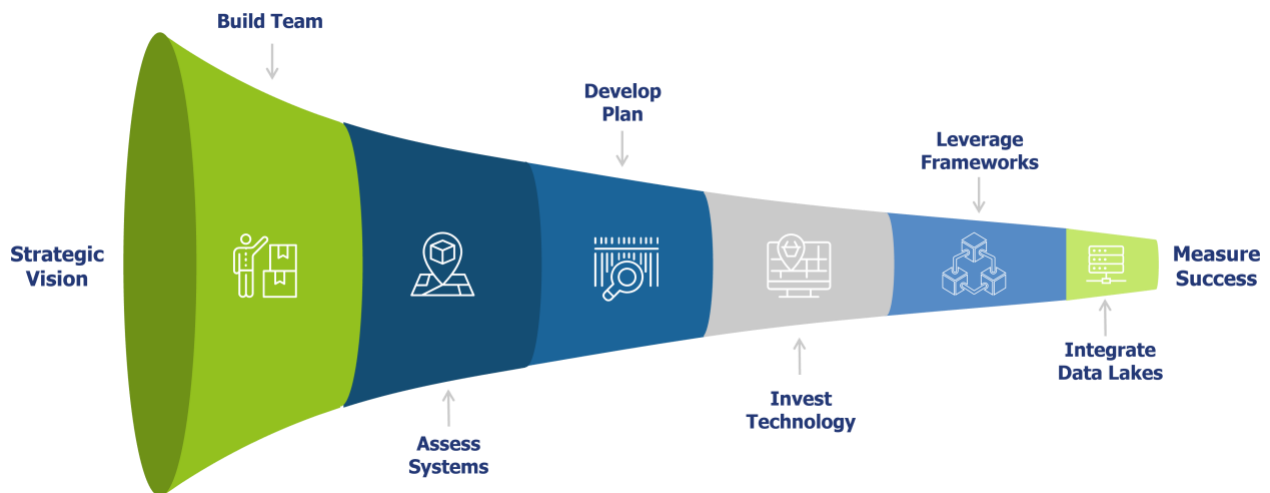 Strategic
Vision
Build Team
Assess
Systems
Develop
Plan
Invest
Technology
Leverage
Frameworks
Integrate
Data Lakes
Measure
Success